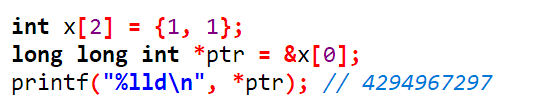 int x[2] = {1, 1};
long long int *ptr = &x[0];
printf("%lld\n", *ptr); // 4294967297